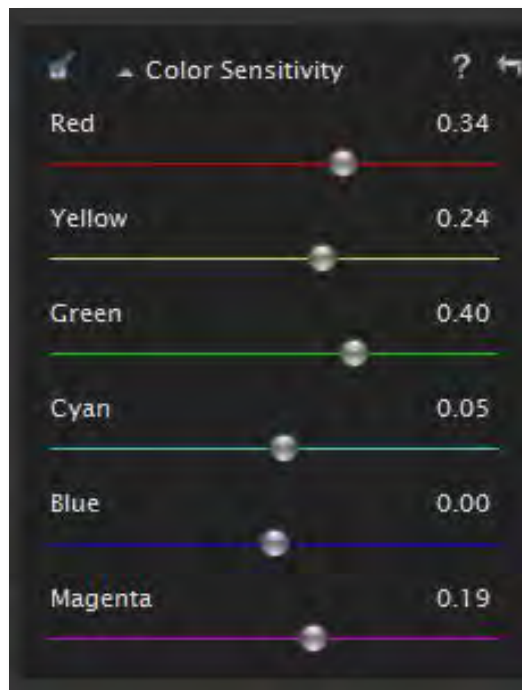 Color Sensitivity ?
Red 0.34
Yellow 0.24
Green 0.40
Cyan 0.05
Blue 0.00
Magenta 0.19